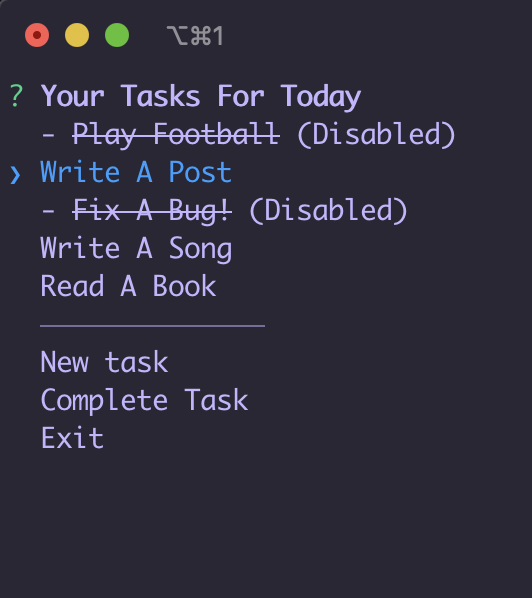 ⌥⌘1
? Your Tasks For Today
- Play Football (Disabled)
❯ Write A Post
- Fix A Bug! (Disabled)
Write A Song
Read A Book
New task
Complete Task
Exit